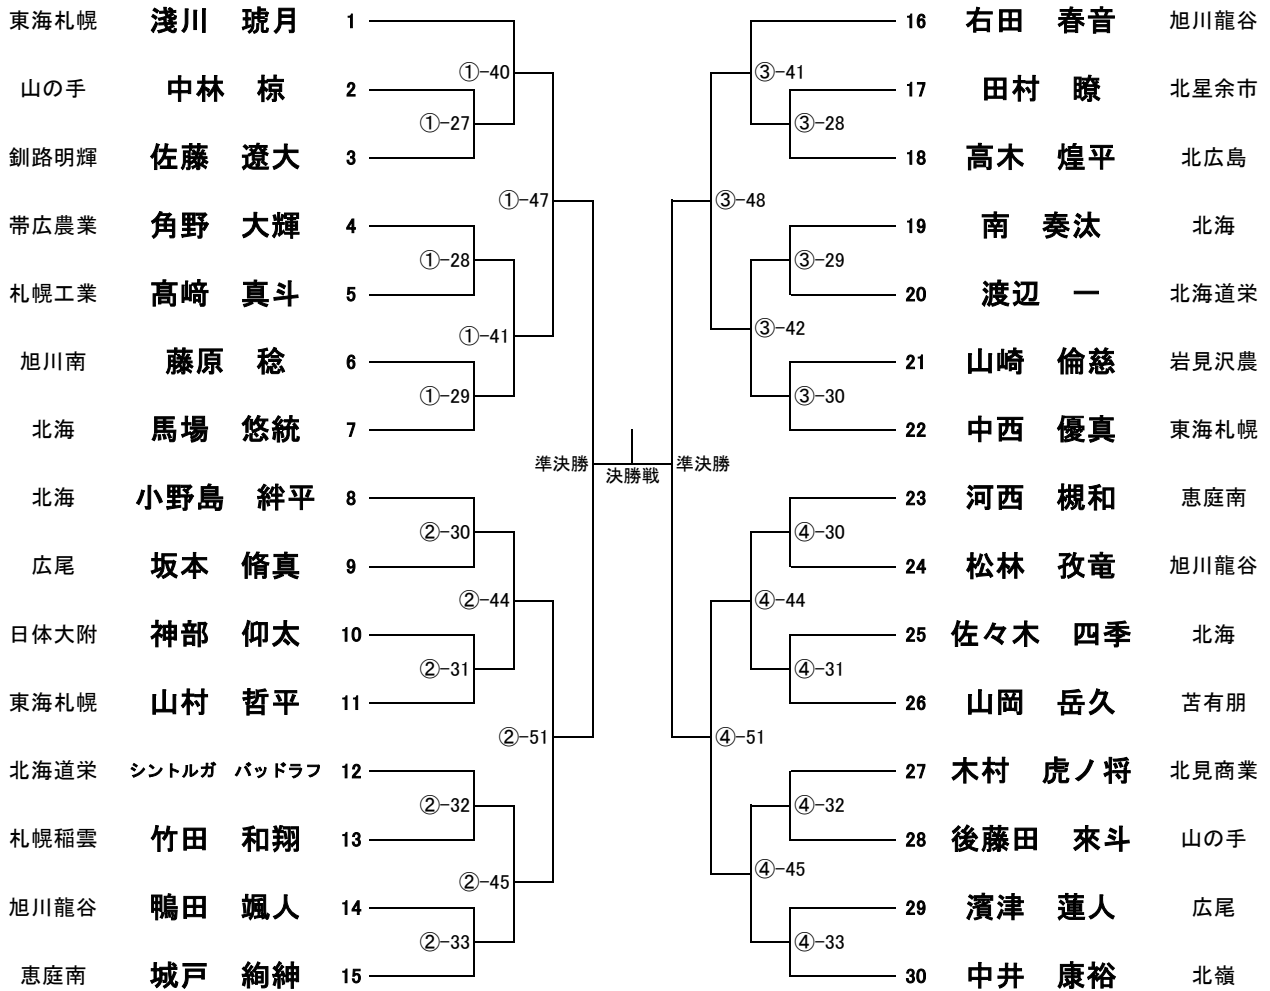 東海札幌 淺川 琥月 1
山の手 中林 椋 2
釧路明輝 佐藤 遼大 3
帯広農業 角野 大輝 4
札幌工業 髙﨑 真斗 5
旭川南 藤原 稔 6
北海 馬場 悠統 7
北海 小野島 絆平 8
広尾 坂本 脩真 9
日体大附 神部 仰太 10
東海札幌 山村 哲平 11
北海道栄 シントルガ バッドラフ 12
札幌稲雲 竹田 和翔 13
旭川龍谷 鴨田 颯人 14
恵庭南 城戸 絢紳 15
①-40
①-27
①-47
①-28
①-41
①-29
②-30
②-44
②-31
②-51
②-32
②-45
②-33
準決勝
決勝戦
準決勝
③-41
③-28
③-48
③-29
③-42
③-30
④-30
④-44
④-31
④-51
④-32
④-45
④-33
16 右田 春音 旭川龍谷
17 田村 瞭 北星余市
18 高木 煌平 北広島
19 南 奏汰 北海
20 渡辺 一 北海道栄
21 山崎 倫慈 岩見沢農
22 中西 優真 東海札幌
23 河西 槻和 恵庭南
24 松林 孜竜 旭川龍谷
25 佐々木 四季 北海
26 山岡 岳久 苫有朋
27 木村 虎ノ将 北見商業
28 後藤田 來斗 山の手
29 濱津 蓮人 広尾
30 中井 康裕 北嶺